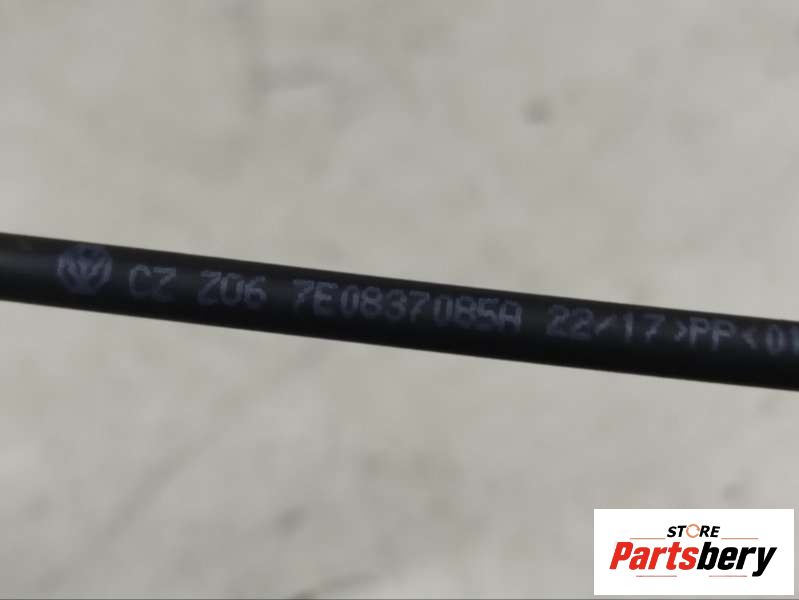 CZ Z06 7E0837085A 22/17 >PP<
STORE
Partsbery